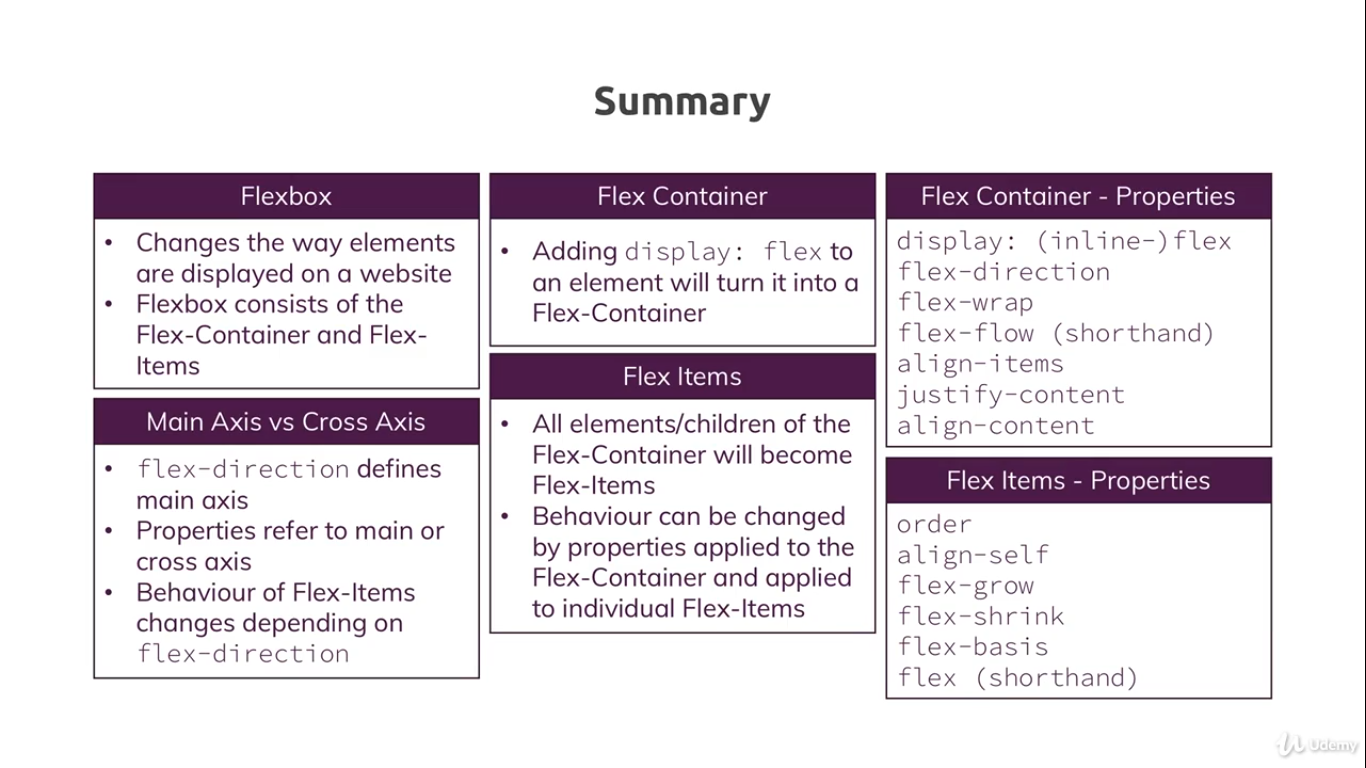 Summary
Flexbox
• Changes the way elements
are displayed on a website
• Flexbox consists of the
Flex-Container and Flex-
Items
Main Axis vs Cross Axis
• flex-direction defines
main axis
• Properties refer to main or
cross axis
• Behaviour of Flex-Items
changes depending on
flex-direction
Flex Container
• Adding display: flex to
an element will turn it into a
Flex-Container
Flex Items
• All elements/children of the
Flex-Container will become
Flex-Items
• Behaviour can be changed
by properties applied to the
Flex-Container and applied
to individual Flex-Items
Flex Container - Properties
display: (inline-)flex
flex-direction
flex-wrap
flex-flow (shorthand)
align-items
justify-content
align-content
Flex Items - Properties
order
align-self
flex-grow
flex-shrink
flex-basis
flex (shorthand)
Udemy